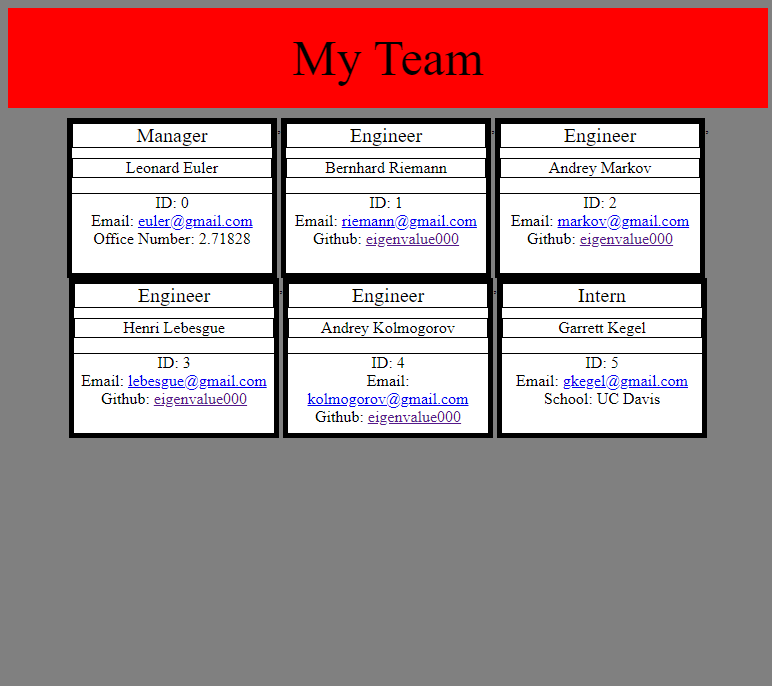 My Team
Manager
Leonard Euler
ID: 0
Email: euler@gmail.com
Office Number: 2.71828
Engineer
Bernhard Riemann
ID: 1
Email: riemann@gmail.com
Github: eigenvalue000
Engineer
Andrey Markov
ID: 2
Email: markov@gmail.com
Github: eigenvalue000
Engineer
Henri Lebesgue
ID: 3
Email: lebesgue@gmail.com
Github: eigenvalue000
Engineer
Andrey Kolmogorov
ID: 4
Email:
kolmogorov@gmail.com
Github: eigenvalue000
Intern
Garrett Kegel
ID: 5
Email: gkegel@gmail.com
School: UC Davis